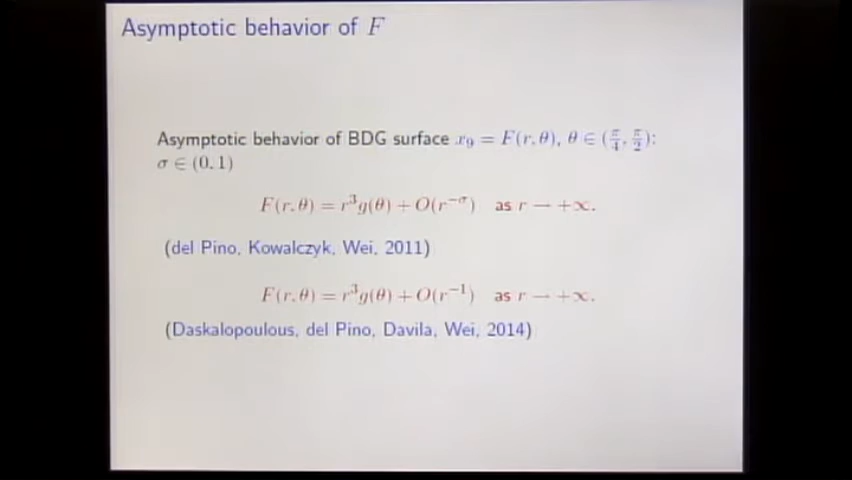 Asymptotic behavior of F
Asymptotic behavior of BDG surface x₉ = F(r, θ), θ ∈ (π/4, π/2):
σ ∈ (0, 1)
F(r, θ) = r³g(θ) + O(r^{-σ}) as r → +∞.
(del Pino, Kowalczyk, Wei, 2011)
F(r, θ) = r³g(θ) + O(r^{-1}) as r → +∞.
(Daskalopoulous, del Pino, Davila, Wei, 2014)